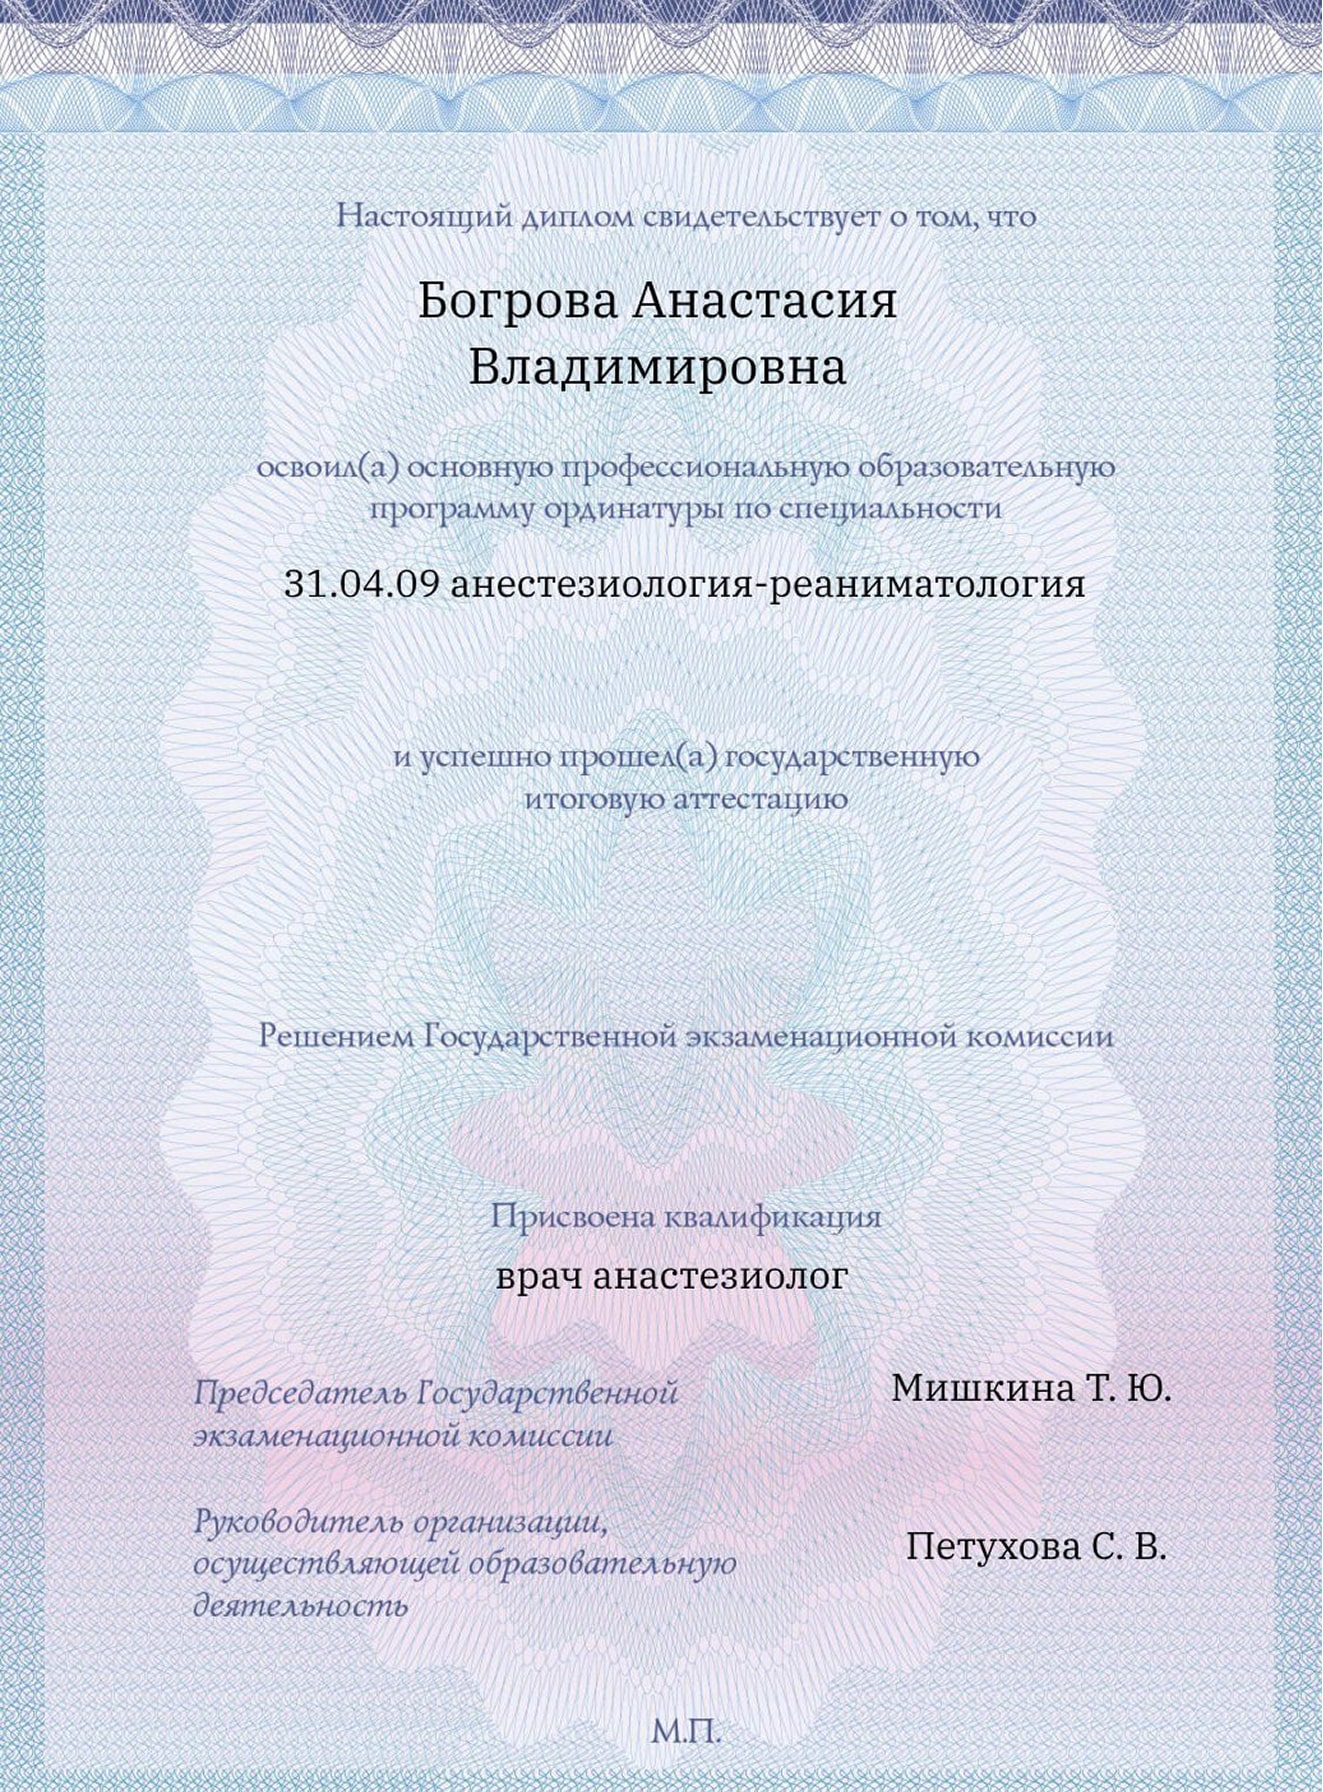 Настоящий диплом свидетельствует о том, что
Богрова Анастасия
Владимировна
освоил(а) основную профессиональную образовательную
программу ординатуры по специальности
31.04.09 анестезиология-реаниматология
и успешно прошел(а) государственную
итоговую аттестацию
Решением Государственной экзаменационной комиссии
Присвоена квалификация
врач анастезиолог
Председатель Государственной
экзаменационной комиссии
Мишкина Т. Ю.
Руководитель организации,
осуществляющей образовательную
деятельность
Петухова С. В.
М.П.